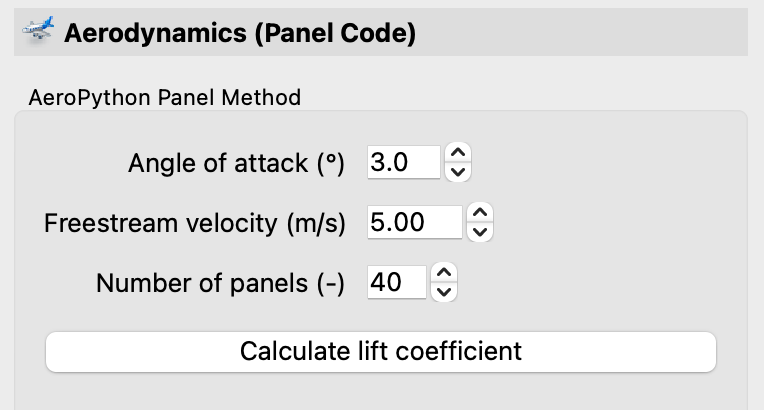 Aerodynamics (Panel Code)
AeroPython Panel Method
Angle of attack (°) 3.0
Freestream velocity (m/s) 5.00
Number of panels (-) 40
Calculate lift coefficient